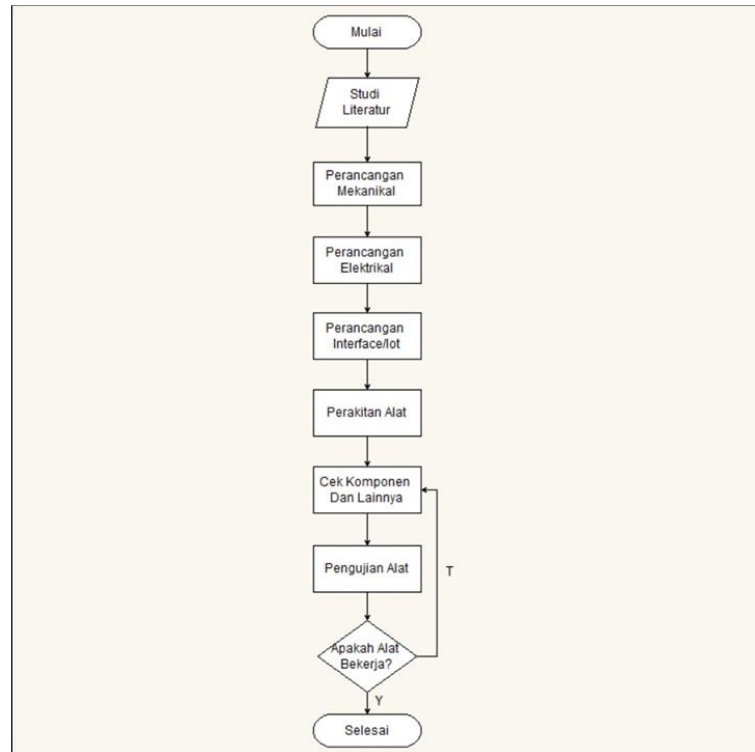 Mulai
Studi
Literatur
Perancangan
Mekanikal
Perancangan
Elektrikal
Perancangan
Interface/Iot
Perakitan Alat
Cek Komponen
Dan Lainnya
Pengujian Alat
T
Apakah Alat
Bekerja?
Y
Selesai